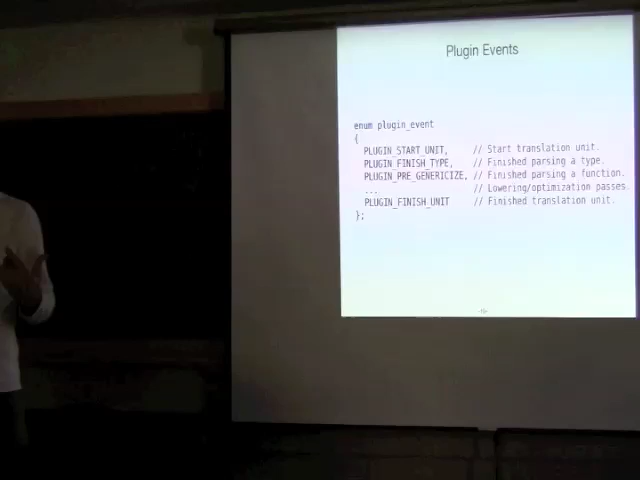 Plugin Events
enum plugin_event
{
PLUGIN_START_UNIT, // Start translation unit.
PLUGIN_FINISH_TYPE, // Finished parsing a type.
PLUGIN_PRE_GENERICIZE, // Finished parsing a function.
... // Lowering/optimization passes.
PLUGIN_FINISH_UNIT // Finished translation unit.
};